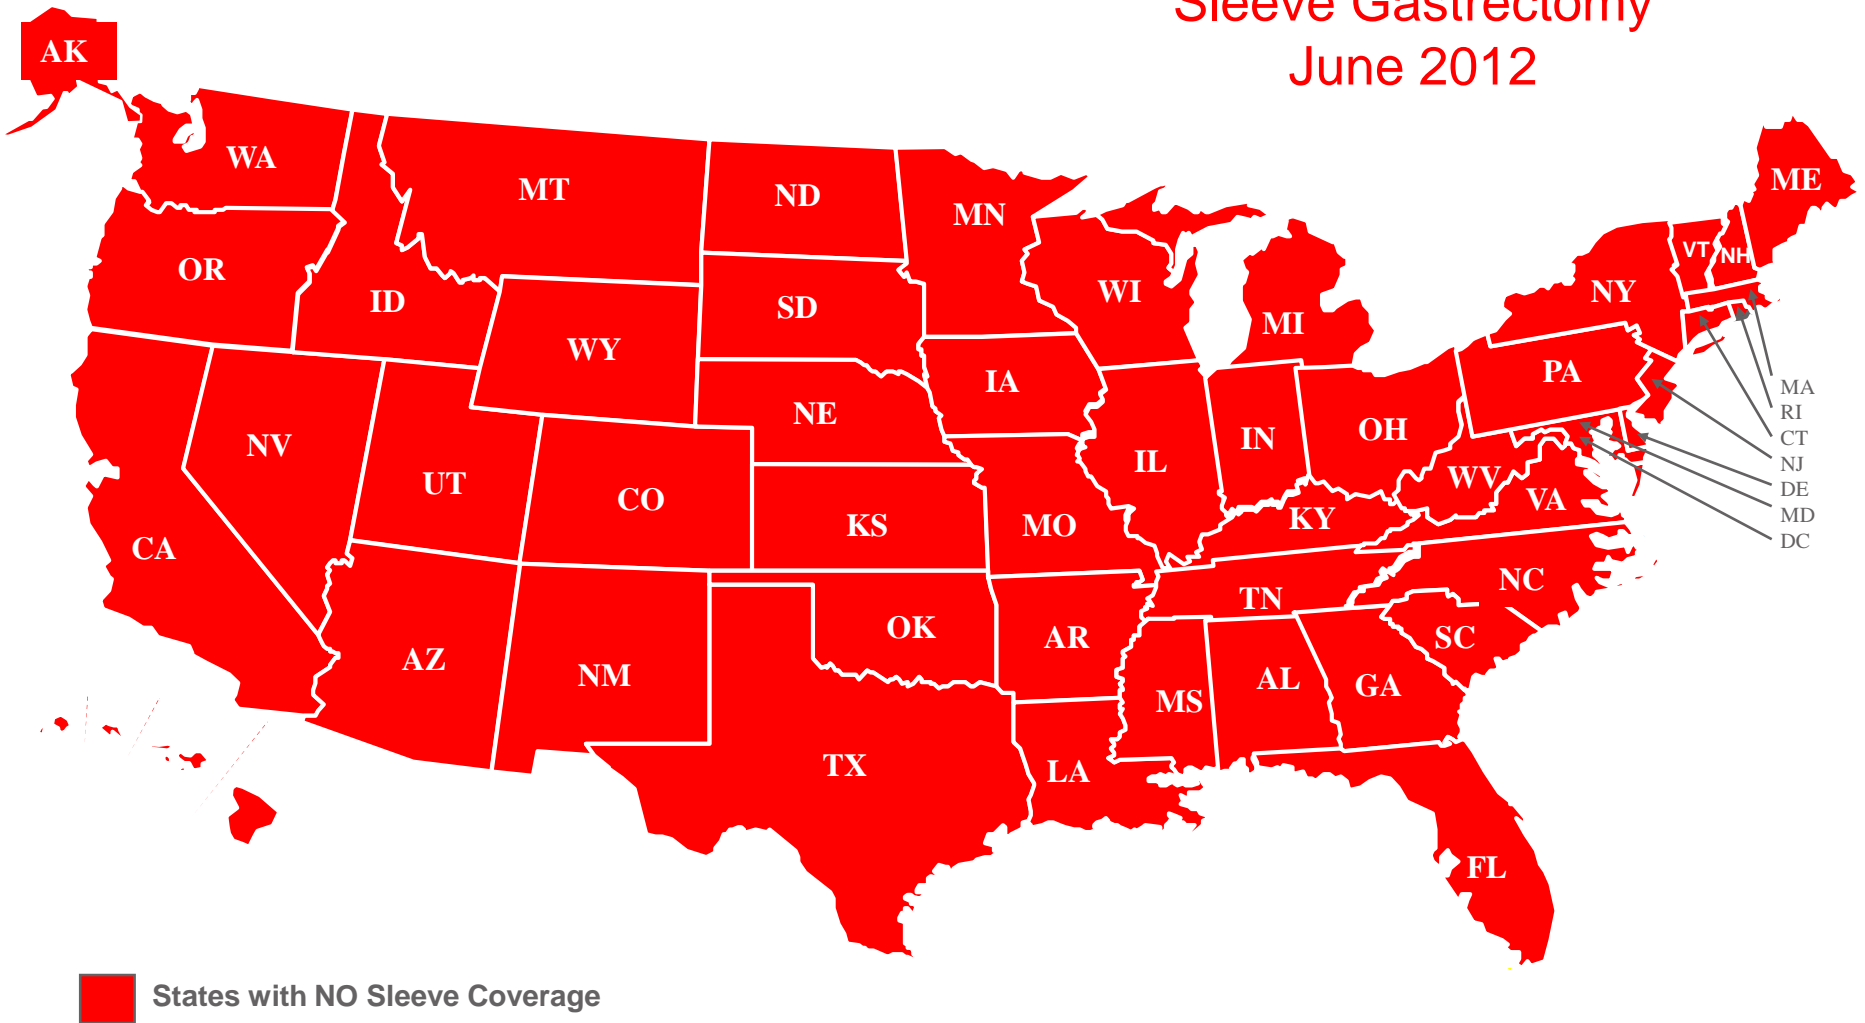 Sleeve Gastrectomy
June 2012
AK
WA
MT
ND
MN
ME
OR
ID
SD
WI
MI
NY
VT
NH
WY
IA
PA
NE
MA
RI
CT
NJ
DE
MD
DC
NV
UT
CO
KS
MO
IL
IN
OH
WV
VA
KY
CA
AZ
NM
OK
AR
TN
NC
SC
MS
AL
GA
TX
LA
FL
States with NO Sleeve Coverage